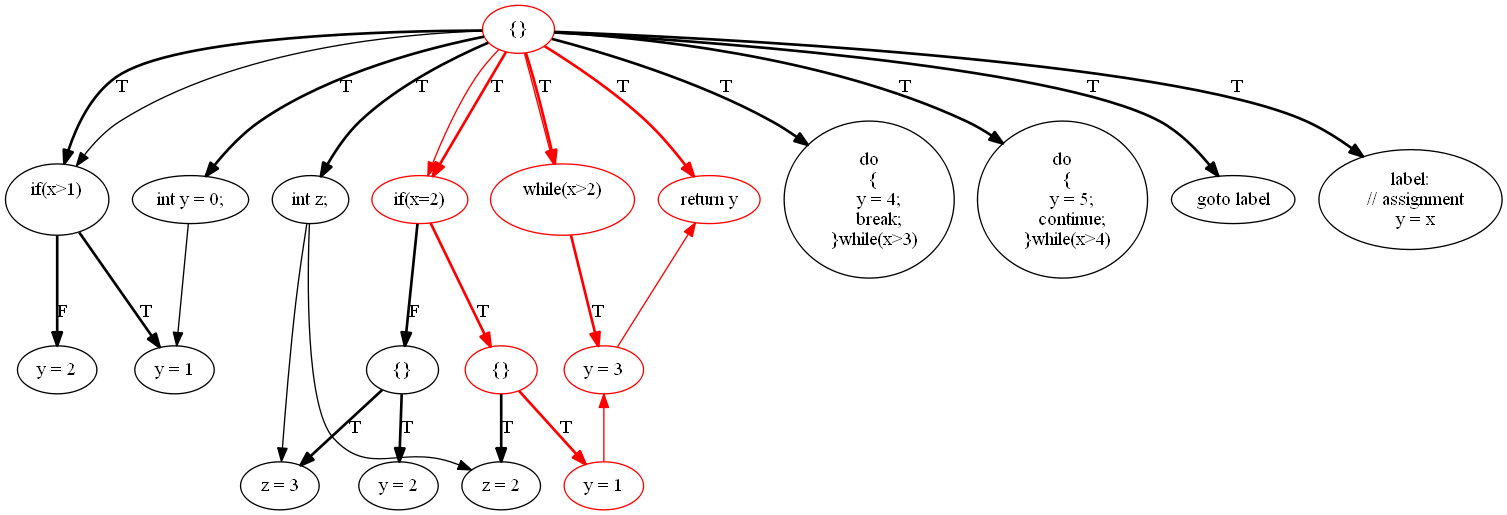 {}
T
T
T
T
T
T
T
T
T
T
if(x>1)
int y = 0;
int z;
if(x=2)
while(x>2)
return y
do
{
y = 4;
break;
}while(x>3)
do
{
y = 5;
continue;
}while(x>4)
goto label
label:
// assignment
y = x
F
T
F
T
T
y = 2
y = 1
{}
{}
y = 3
T
T
T
T
z = 3
y = 2
z = 2
y = 1